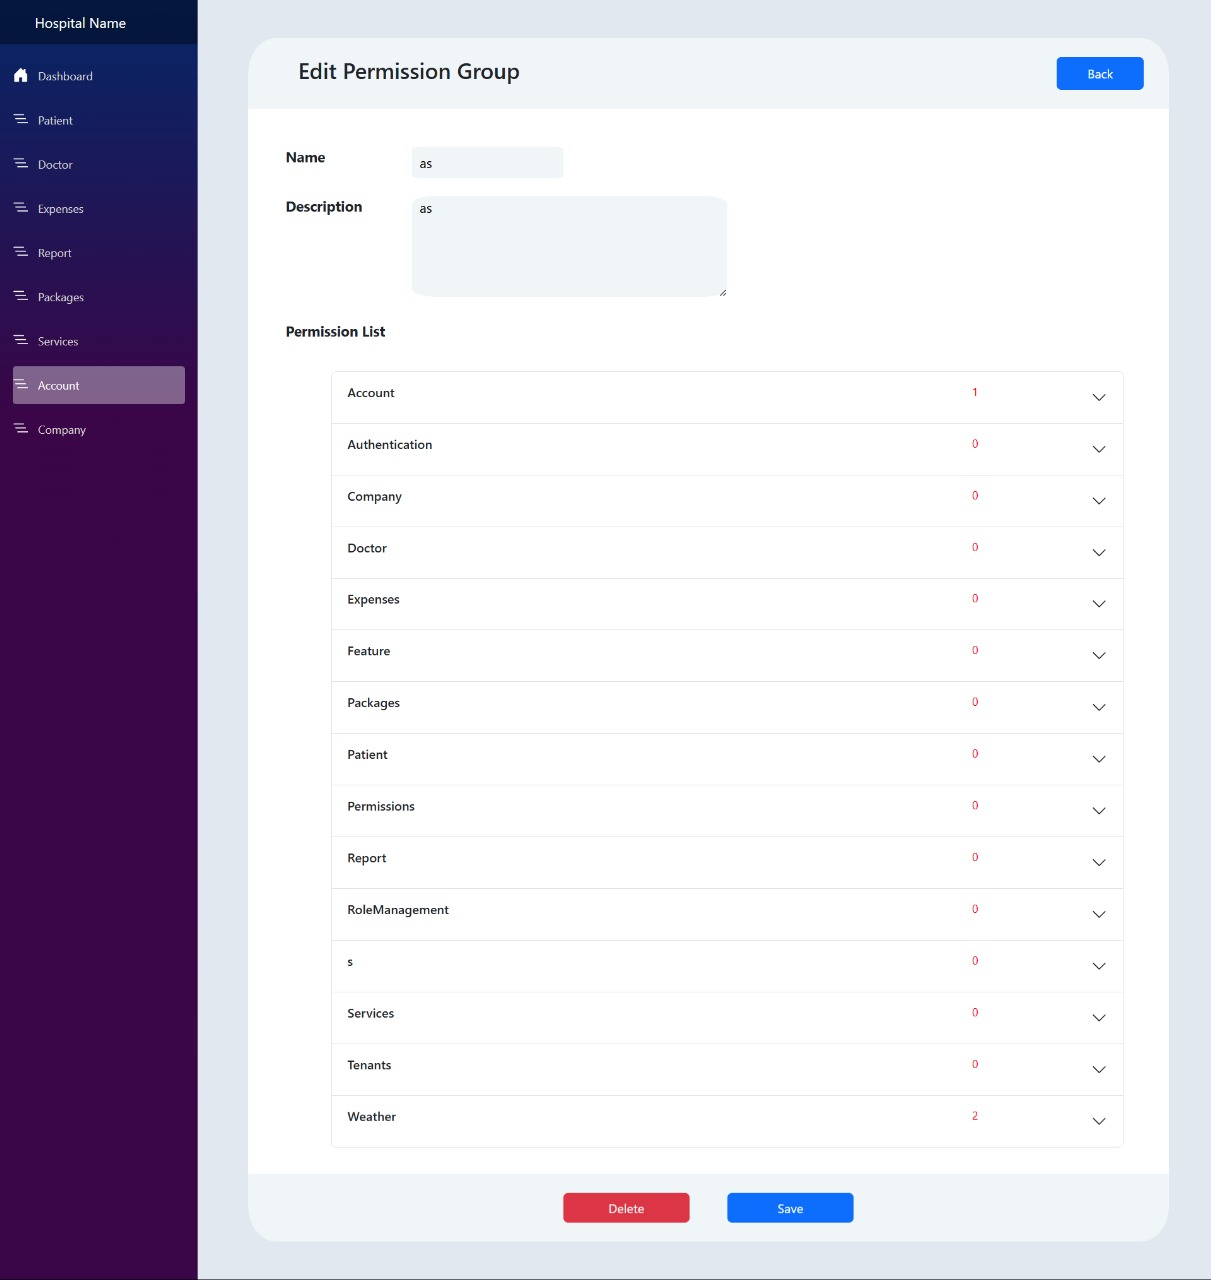 Hospital Name
Dashboard
Patient
Doctor
Expenses
Report
Packages
Services
Account
Company
Edit Permission Group
Back
Name
as
Description
as
Permission List
Account 1
Authentication 0
Company 0
Doctor 0
Expenses 0
Feature 0
Packages 0
Patient 0
Permissions 0
Report 0
RoleManagement 0
s 0
Services 0
Tenants 0
Weather 2
Delete Save